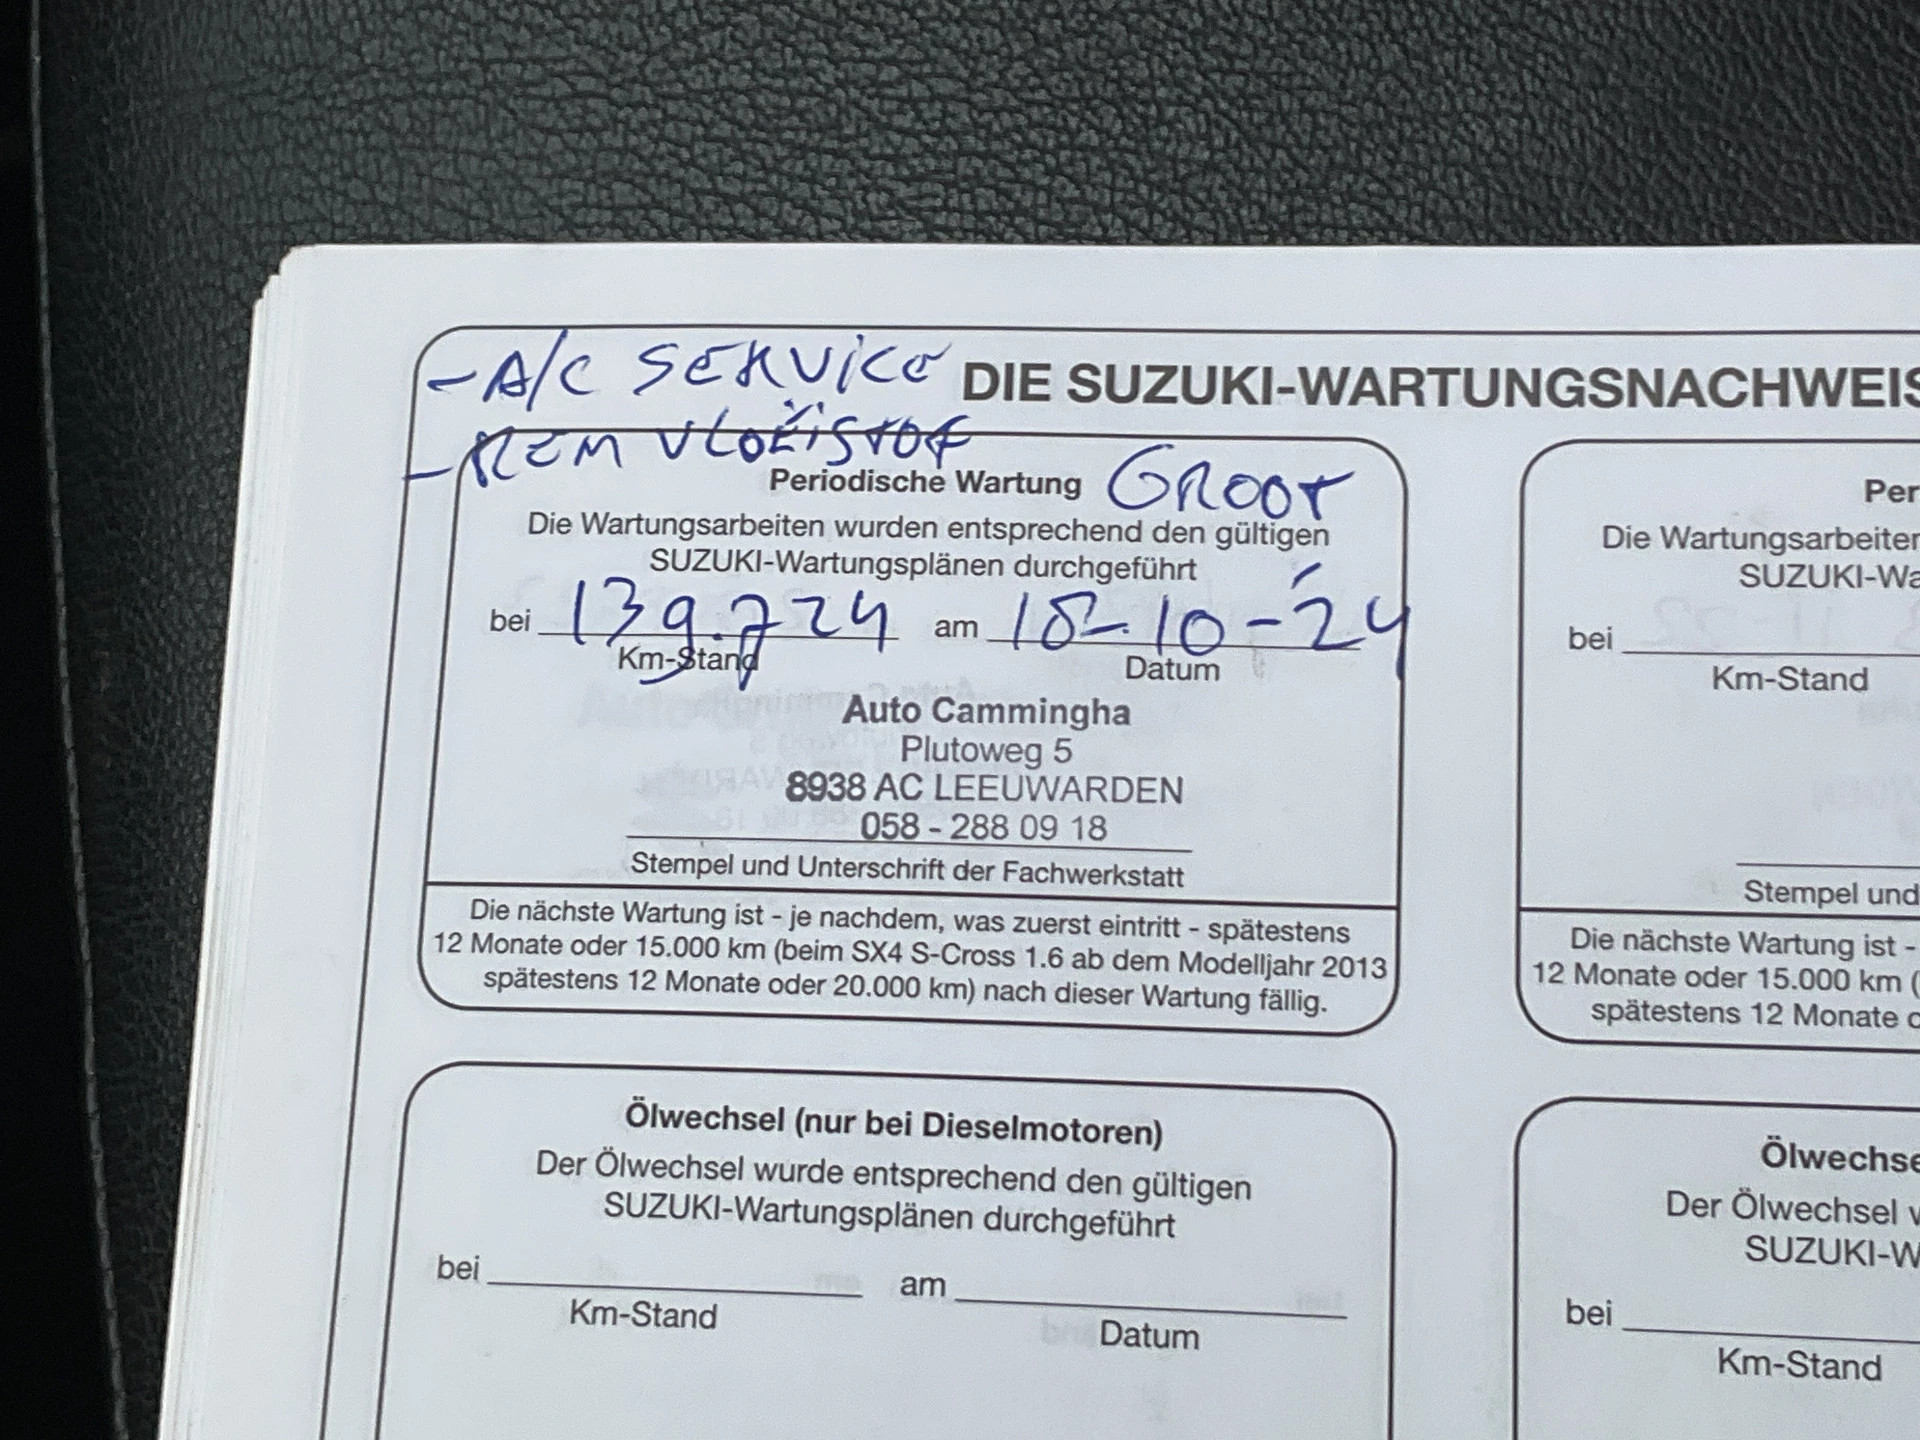 - A/C SERVICE
DIE SUZUKI-WARTUNGSNACHWEIS
- REM VLOEISTOF
Periodische Wartung GROOT
Die Wartungsarbeiten wurden entsprechend den gültigen
SUZUKI-Wartungsplänen durchgeführt
bei 139.724 am 18-10-'24
Km-Stand Datum
Auto Cammingha
Plutoweg 5
8938 AC LEEUWARDEN
058 - 288 09 18
Stempel und Unterschrift der Fachwerkstatt
Die nächste Wartung ist - je nachdem, was zuerst eintritt - spätestens
12 Monate oder 15.000 km (beim SX4 S-Cross 1.6 ab dem Modelljahr 2013
spätestens 12 Monate oder 20.000 km) nach dieser Wartung fällig.
Per
Die Wartungsarbeiten
SUZUKI-Wa
bei
Km-Stand
Stempel und
Die nächste Wartung ist -
12 Monate oder 15.000 km (
spätestens 12 Monate o
Ölwechsel (nur bei Dieselmotoren)
Der Ölwechsel wurde entsprechend den gültigen
SUZUKI-Wartungsplänen durchgeführt
bei am
Km-Stand Datum
Ölwechse
Der Ölwechsel w
SUZUKI-W
bei
Km-Stand